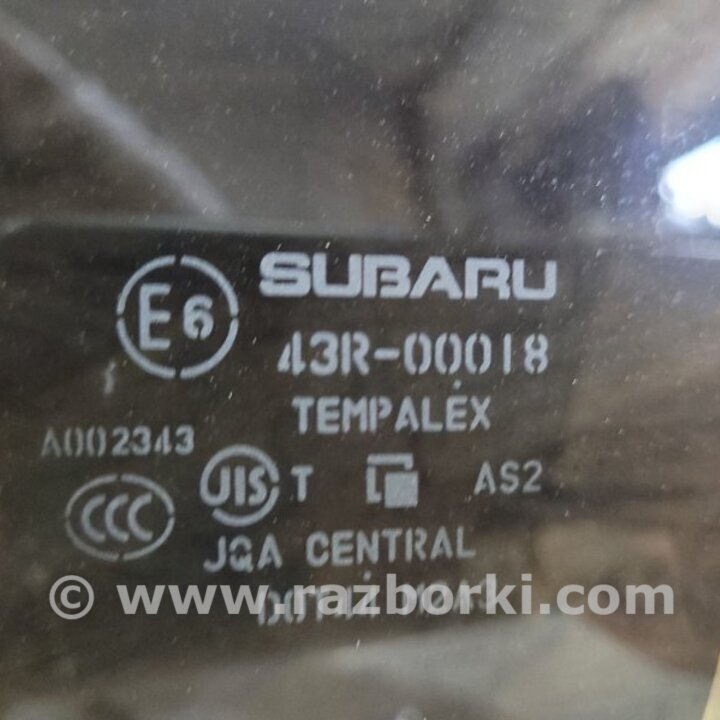 SUBARU
E6 43R-00018
TEMPALEX
A002343
JIS T AS2
CCC
JQA CENTRAL
© www.razborki.com